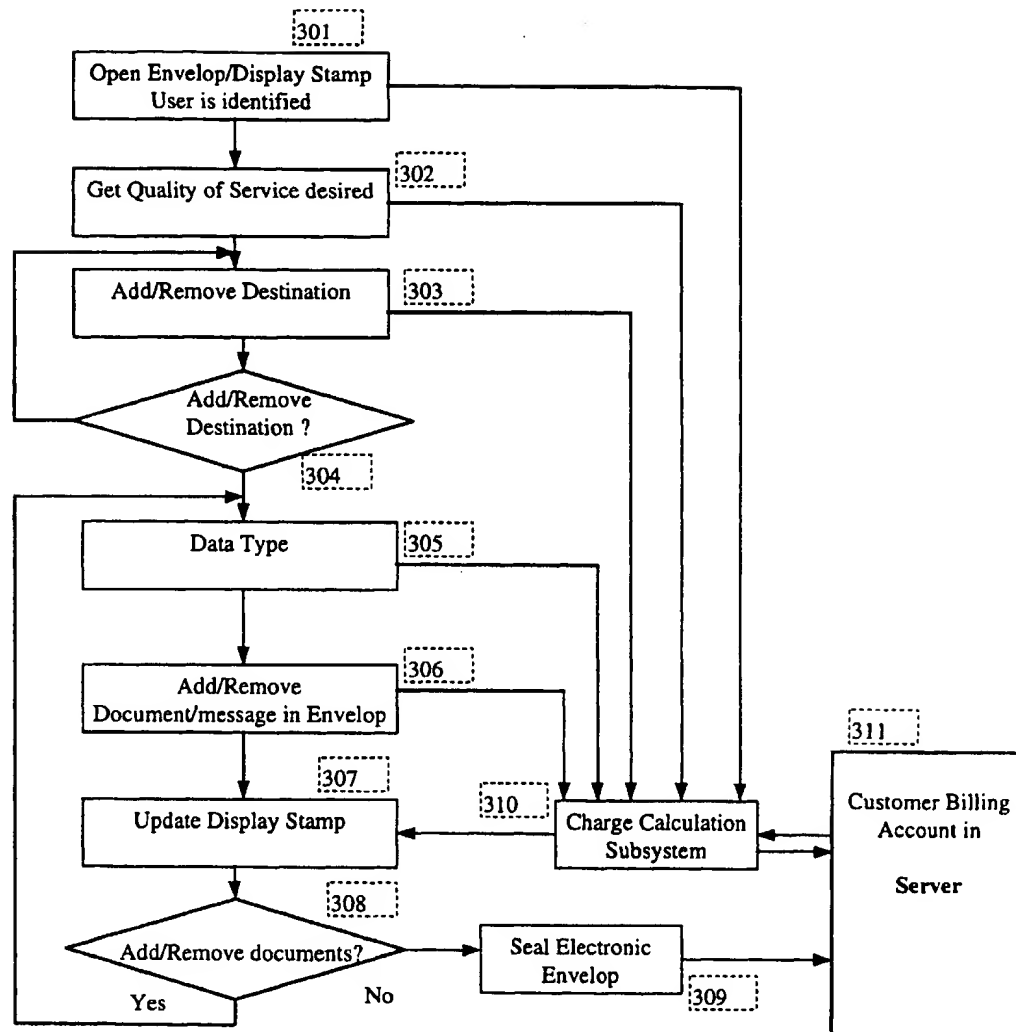 301
Open Envelop/Display Stamp
User is identified
302
Get Quality of Service desired
Add/Remove Destination
303
Add/Remove
Destination ?
304
Data Type
305
Add/Remove
Document/message in Envelop
306
307
Update Display Stamp
310
Charge Calculation
Subsystem
311
Customer Billing
Account in
Server
308
Add/Remove documents?
Yes
No
Seal Electronic
Envelop
309